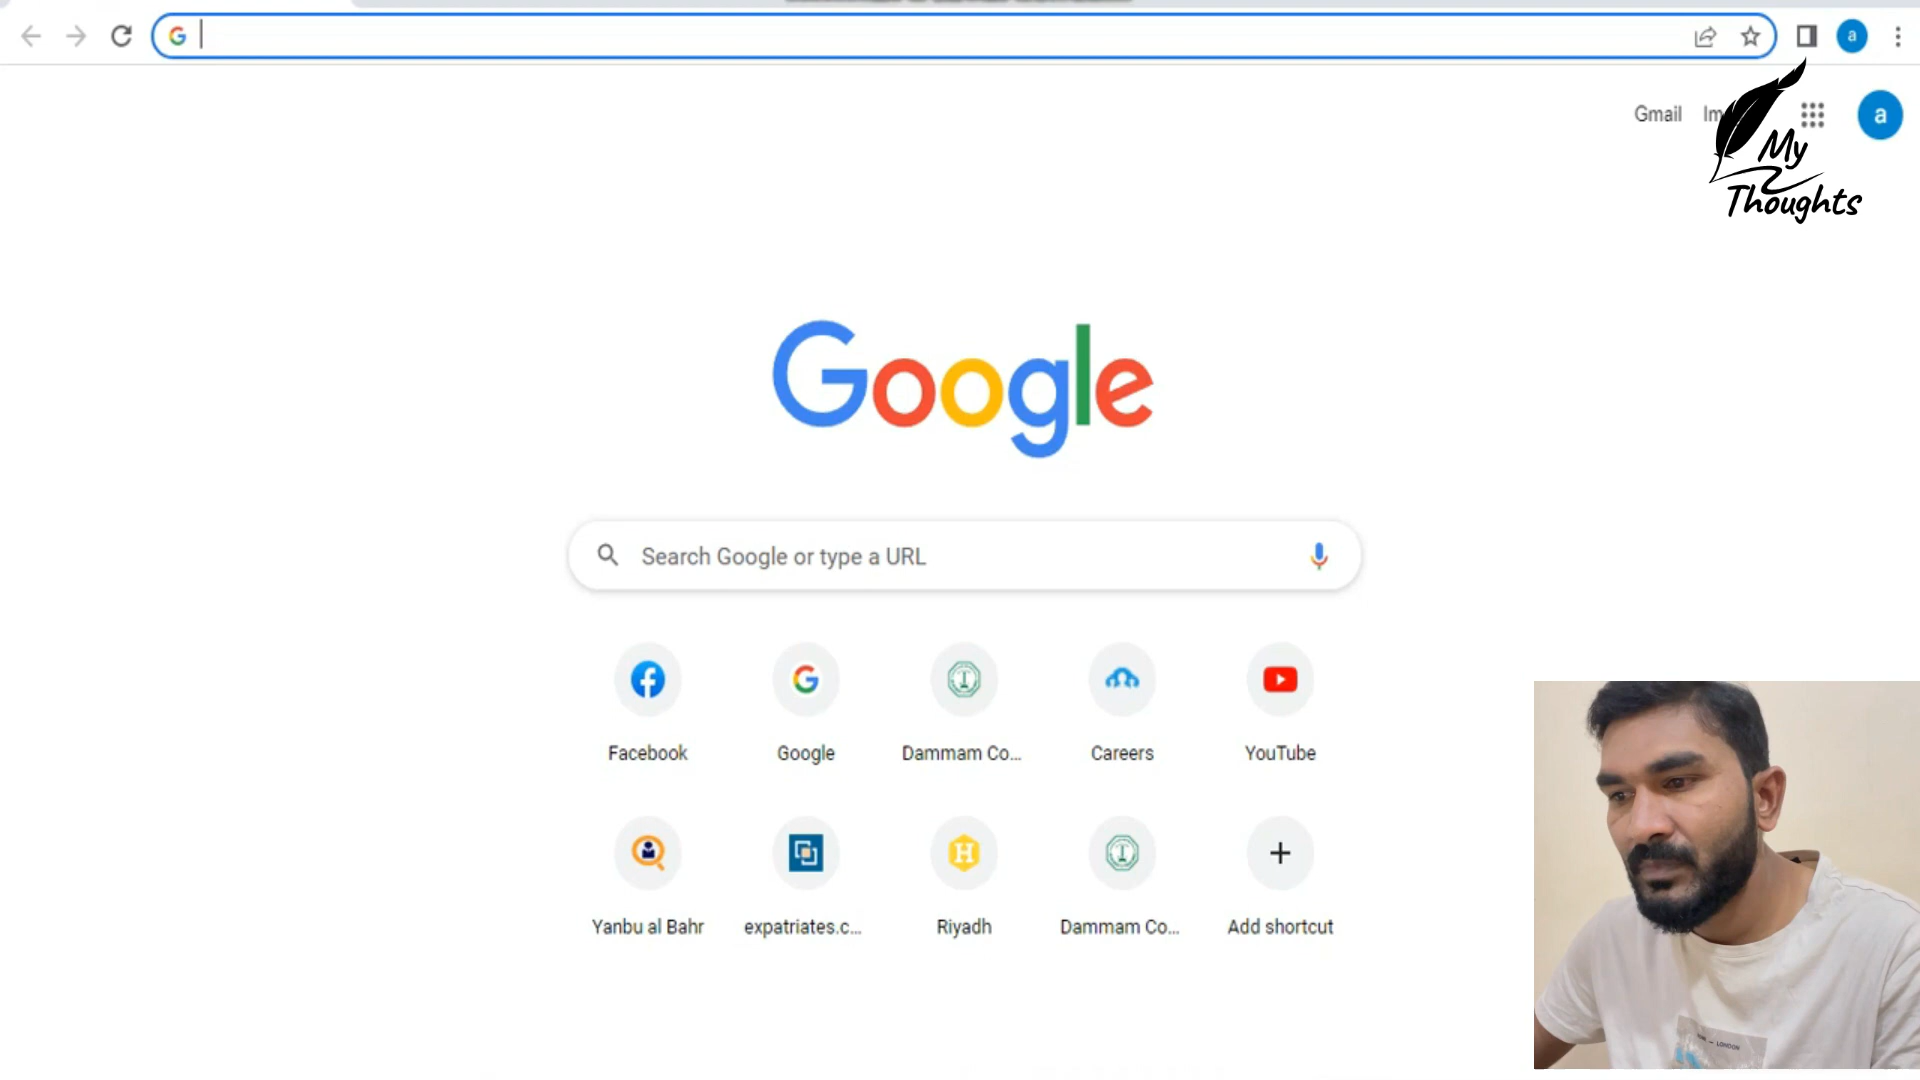 a
Gmail
a
My
Thoughts
Google
Search Google or type a URL
Facebook
Google
Dammam Co...
Careers
YouTube
Yanbu al Bahr
expatriates.c...
Riyadh
Dammam Co...
Add shortcut
LONDON